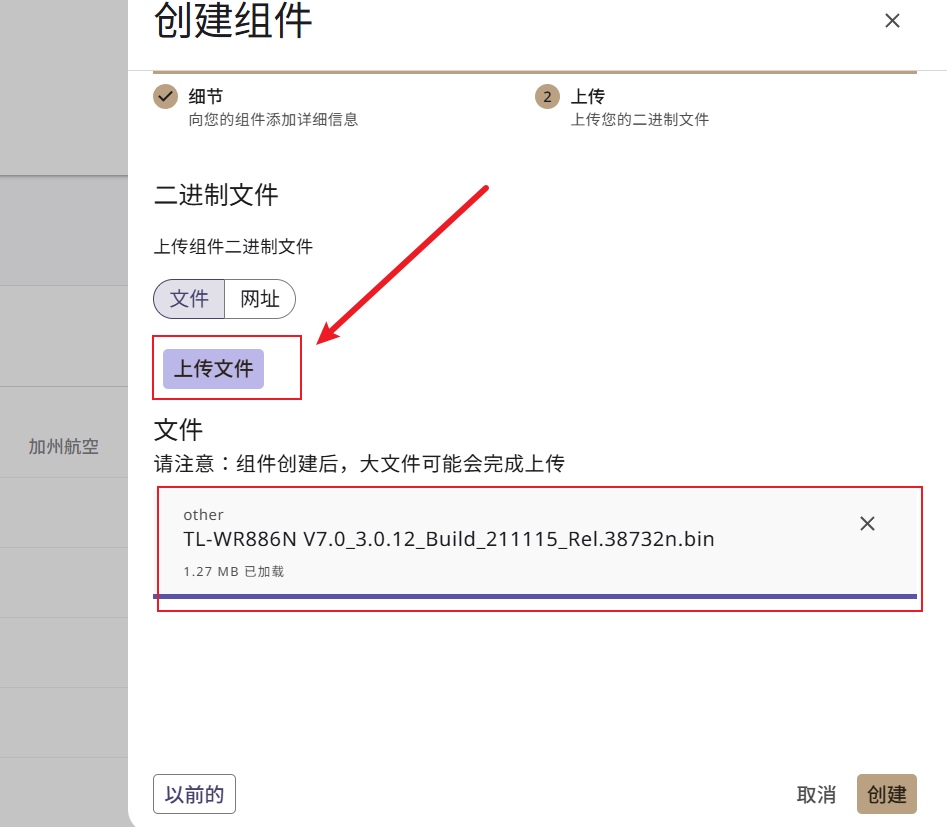 创建组件
细节
向您的组件添加详细信息
2
上传
上传您的二进制文件
二进制文件
上传组件二进制文件
文件
网址
上传文件
加州航空
文件
请注意：组件创建后，大文件可能会完成上传
other
TL-WR886N V7.0_3.0.12_Build_211115_Rel.38732n.bin
1.27 MB 已加载
以前的
取消
创建